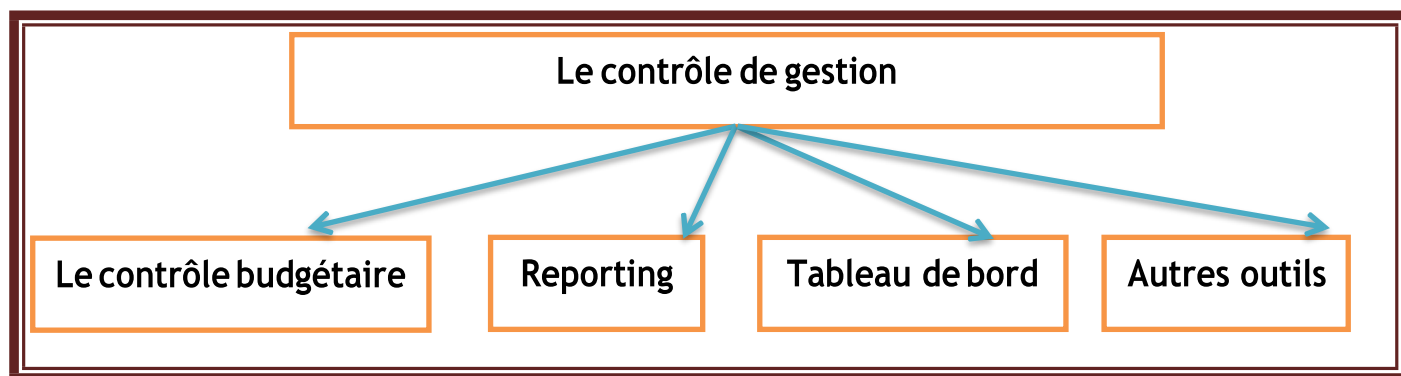 Le contrôle de gestion
Le contrôle budgétaire
Reporting
Tableau de bord
Autres outils